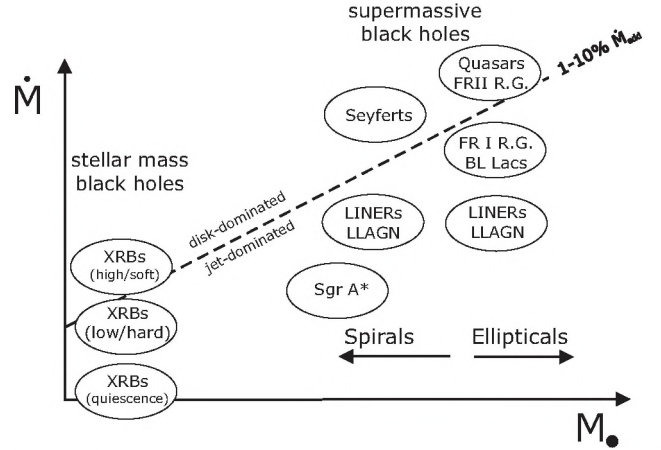 supermassive
black holes
1-10% Ṁedd
Quasars
FRII R.G.
Ṁ
Seyferts
FR I R.G.
BL Lacs
stellar mass
black holes
disk-dominated
jet-dominated
LINERs
LLAGN
LINERs
LLAGN
XRBs
(high/soft)
Sgr A*
XRBs
(low/hard)
Spirals
Ellipticals
XRBs
(quiescence)
M●